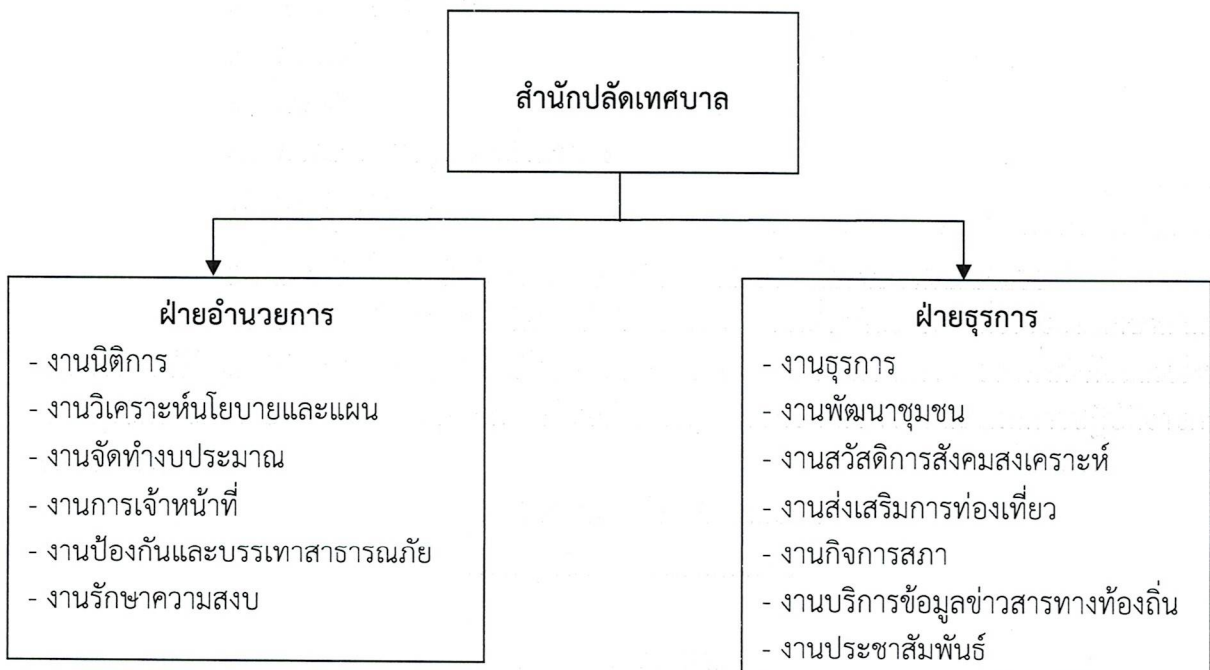 สำนักปลัดเทศบาล
ฝ่ายอำนวยการ
- งานนิติการ
- งานวิเคราะห์นโยบายและแผน
- งานจัดทำงบประมาณ
- งานการเจ้าหน้าที่
- งานป้องกันและบรรเทาสาธารณภัย
- งานรักษาความสงบ
ฝ่ายธุรการ
- งานธุรการ
- งานพัฒนาชุมชน
- งานสวัสดิการสังคมสงเคราะห์
- งานส่งเสริมการท่องเที่ยว
- งานกิจการสภา
- งานบริการข้อมูลข่าวสารทางท้องถิ่น
- งานประชาสัมพันธ์